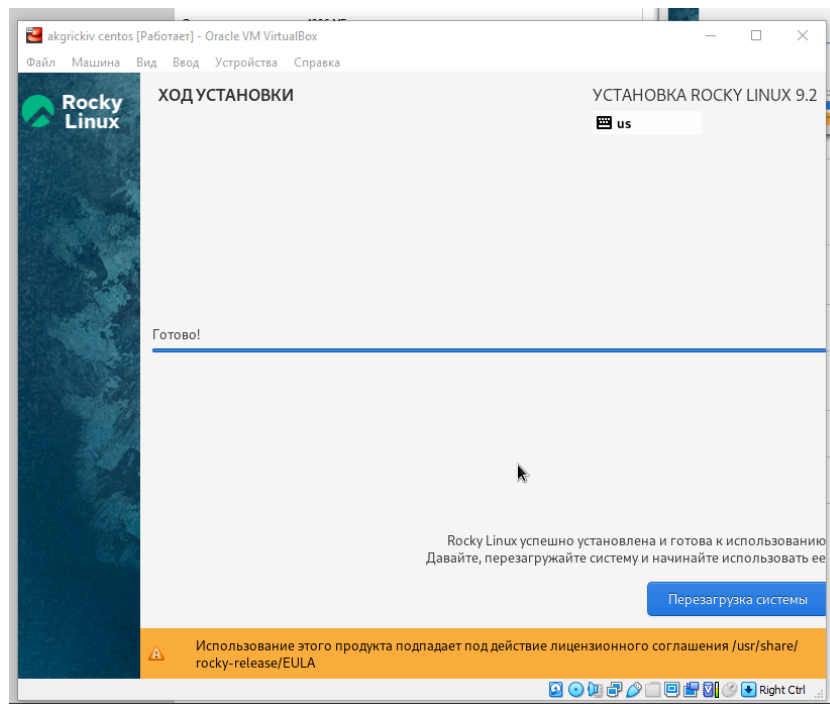 akgrickiv centos [Работает] - Oracle VM VirtualBox
Файл Машина Вид Ввод Устройства Справка
Rocky
Linux
ХОД УСТАНОВКИ
УСТАНОВКА ROCKY LINUX 9.2
us
Готово!
Rocky Linux успешно установлена и готова к использованию
Давайте, перезагружайте систему и начинайте использовать ее
Перезагрузка системы
Использование этого продукта подпадает под действие лицензионного соглашения /usr/share/
rocky-release/EULA
Right Ctrl